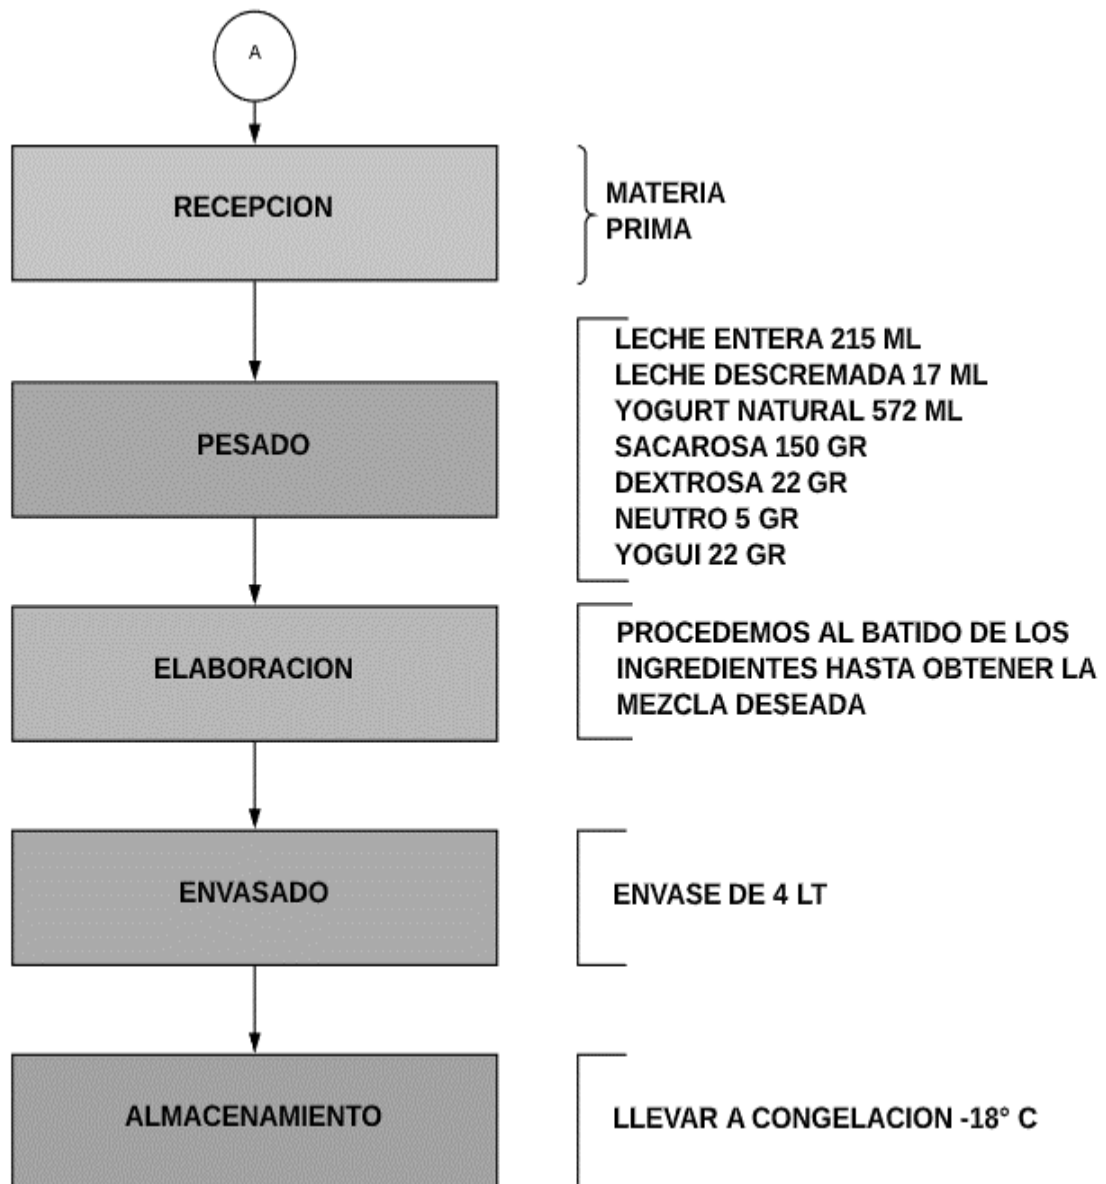 A
RECEPCION
MATERIA
PRIMA
PESADO
LECHE ENTERA 215 ML
LECHE DESCREMADA 17 ML
YOGURT NATURAL 572 ML
SACAROSA 150 GR
DEXTROSA 22 GR
NEUTRO 5 GR
YOGUI 22 GR
ELABORACION
PROCEDEMOS AL BATIDO DE LOS
INGREDIENTES HASTA OBTENER LA
MEZCLA DESEADA
ENVASADO
ENVASE DE 4 LT
ALMACENAMIENTO
LLEVAR A CONGELACION -18° C